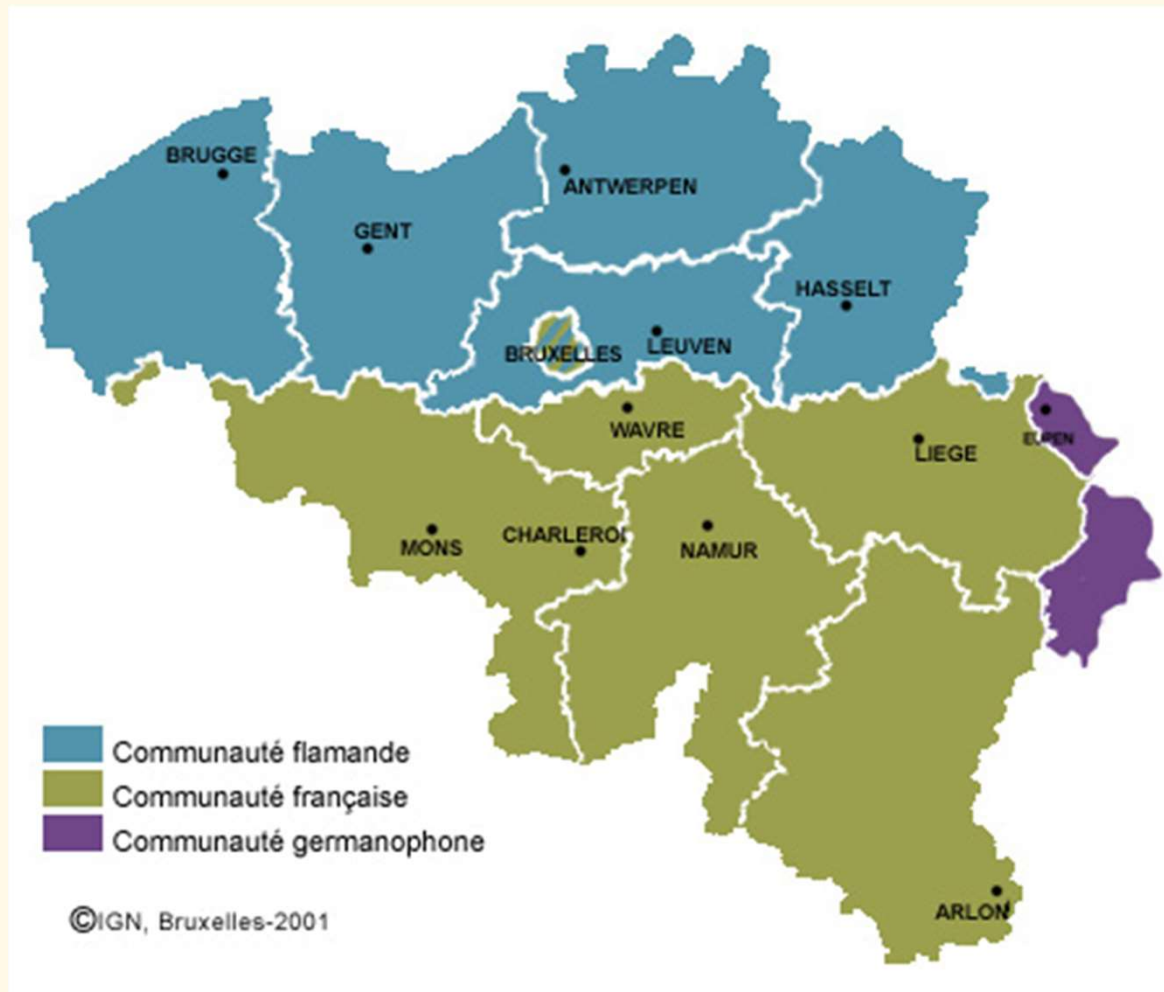 BRUGGE
ANTWERPEN
GENT
HASSELT
BRUXELLES
LEUVEN
WAVRE
LIEGE
EUPEN
MONS
CHARLEROI
NAMUR
Communauté flamande
Communauté française
Communauté germanophone
©IGN, Bruxelles-2001
ARLON